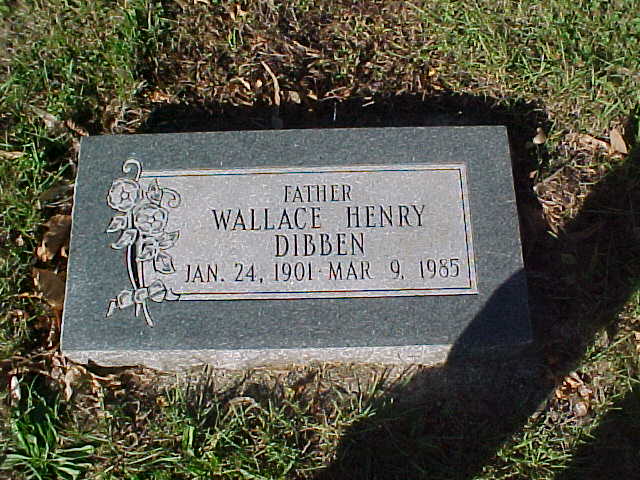 FATHER
WALLACE HENRY
DIBBEN
JAN. 24, 1901 - MAR 9, 1985